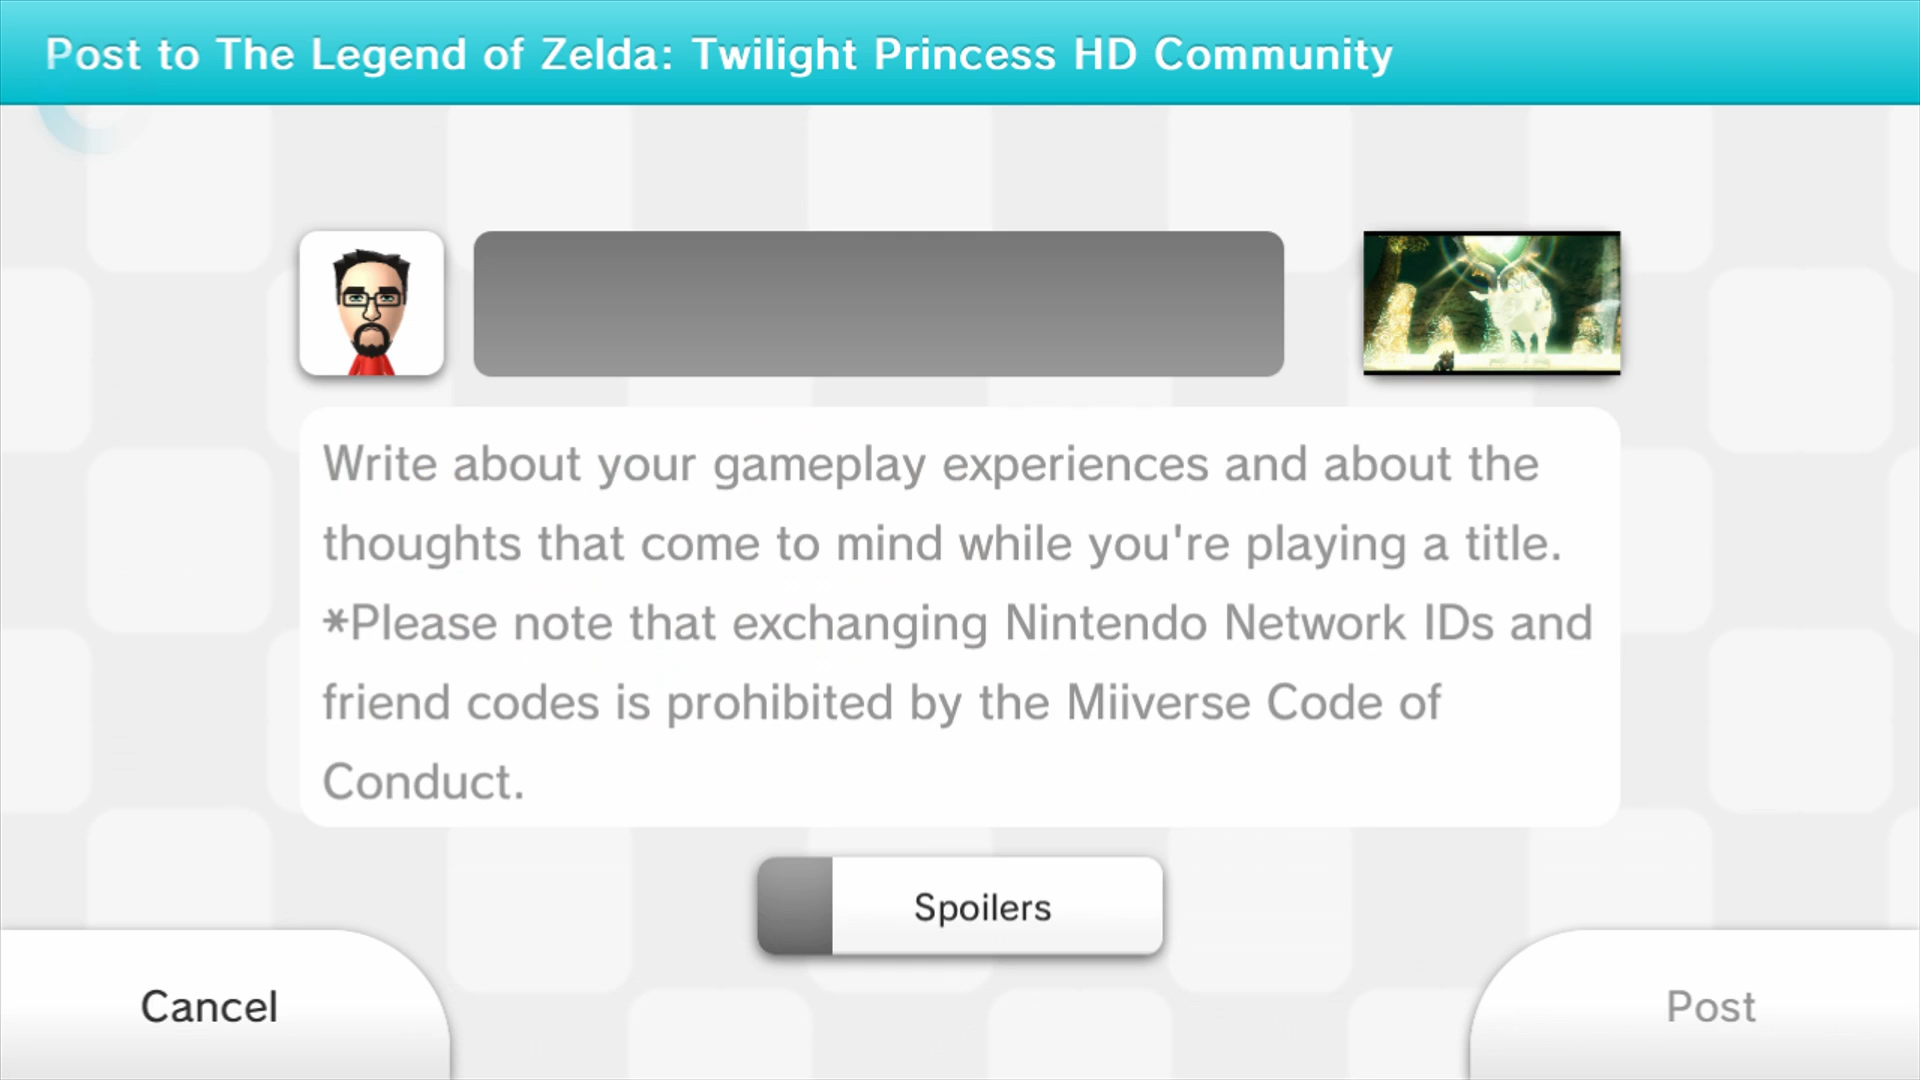 Post to The Legend of Zelda: Twilight Princess HD Community
Write about your gameplay experiences and about the
thoughts that come to mind while you're playing a title.
*Please note that exchanging Nintendo Network IDs and
friend codes is prohibited by the Miiverse Code of
Conduct.
Spoilers
Cancel
Post